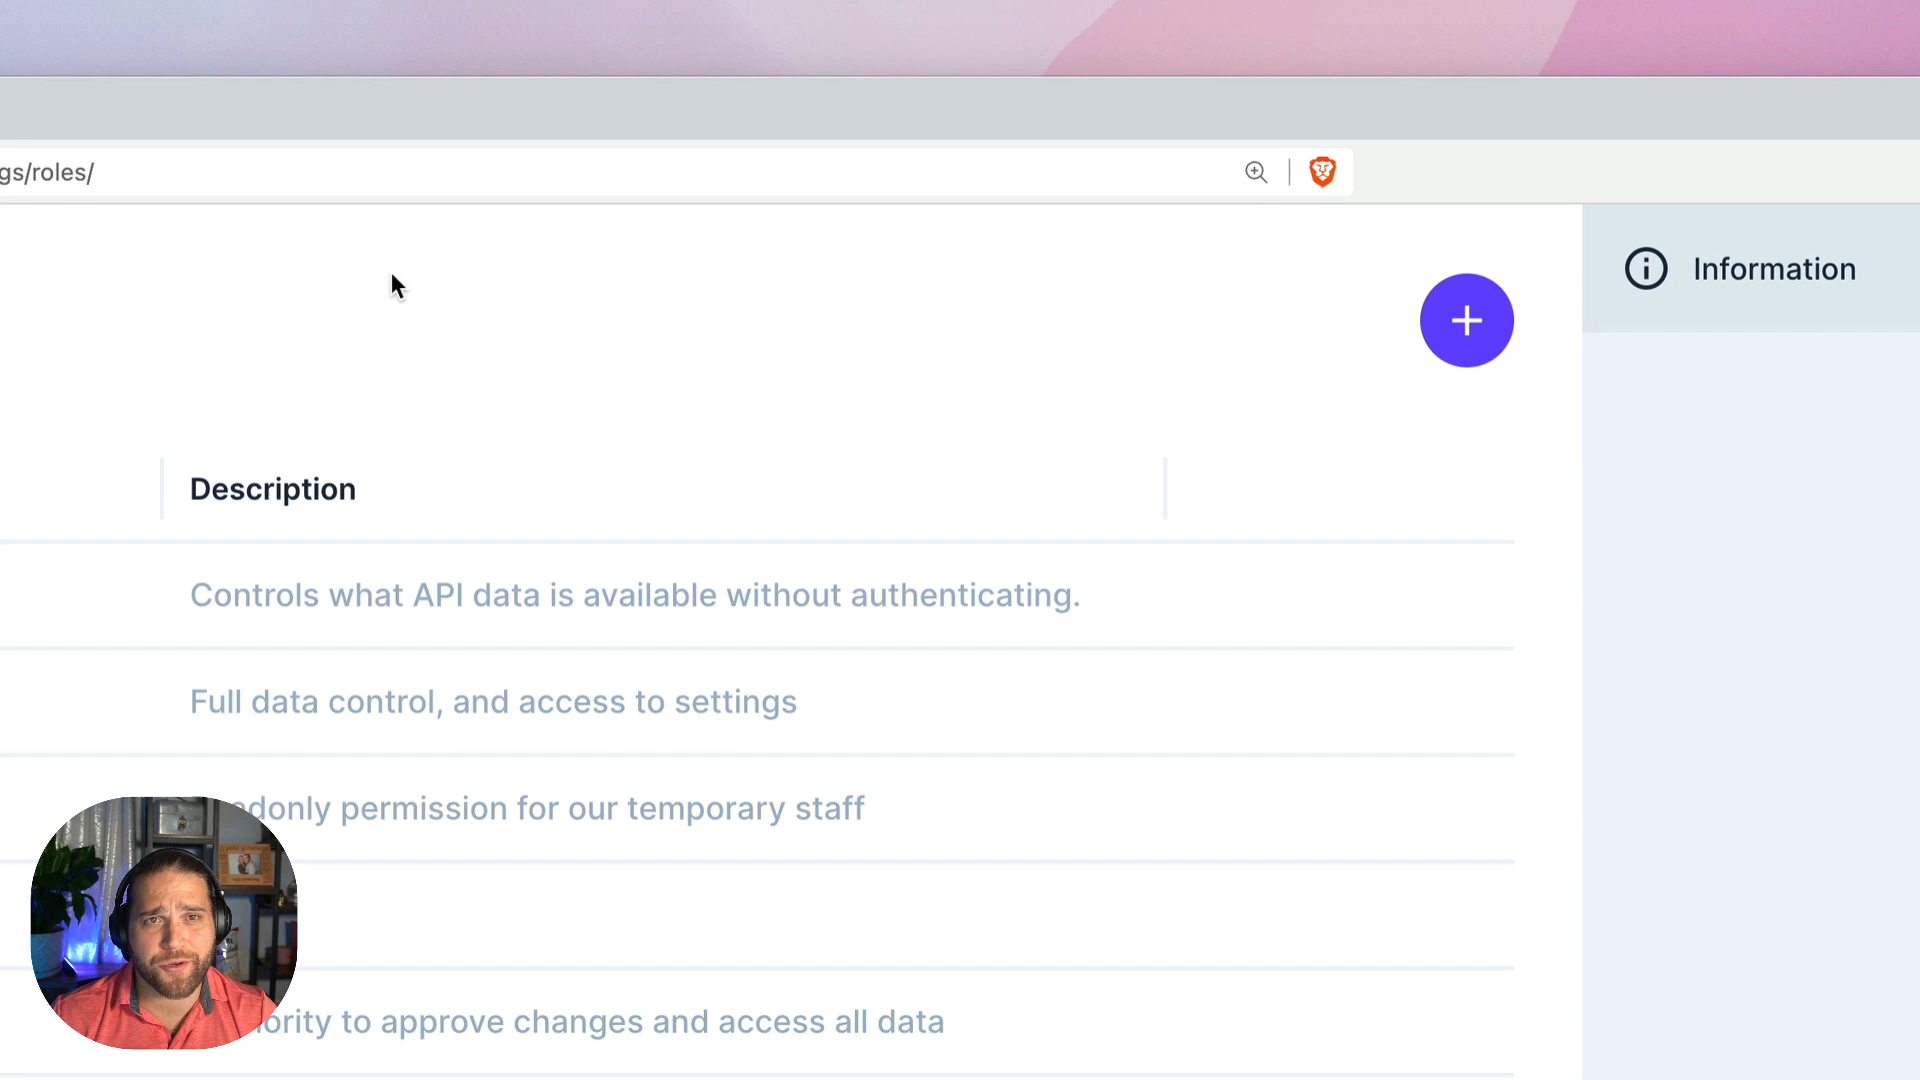 gs/roles/
Information
Description
Controls what API data is available without authenticating.
Full data control, and access to settings
adonly permission for our temporary staff
ority to approve changes and access all data